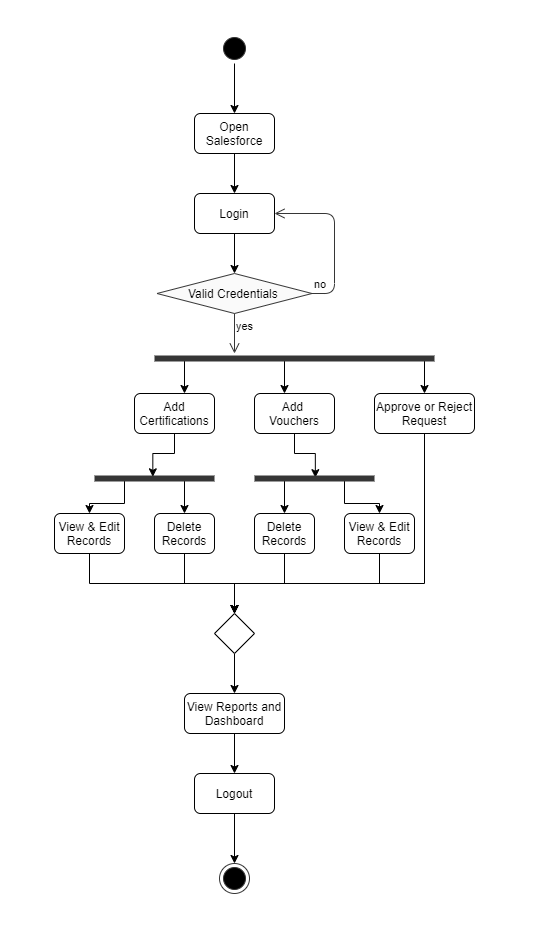 Open
Salesforce
Login
Valid Credentials
no
yes
Add
Certifications
Add
Vouchers
Approve or Reject
Request
View & Edit
Records
Delete
Records
Delete
Records
View & Edit
Records
View Reports and
Dashboard
Logout